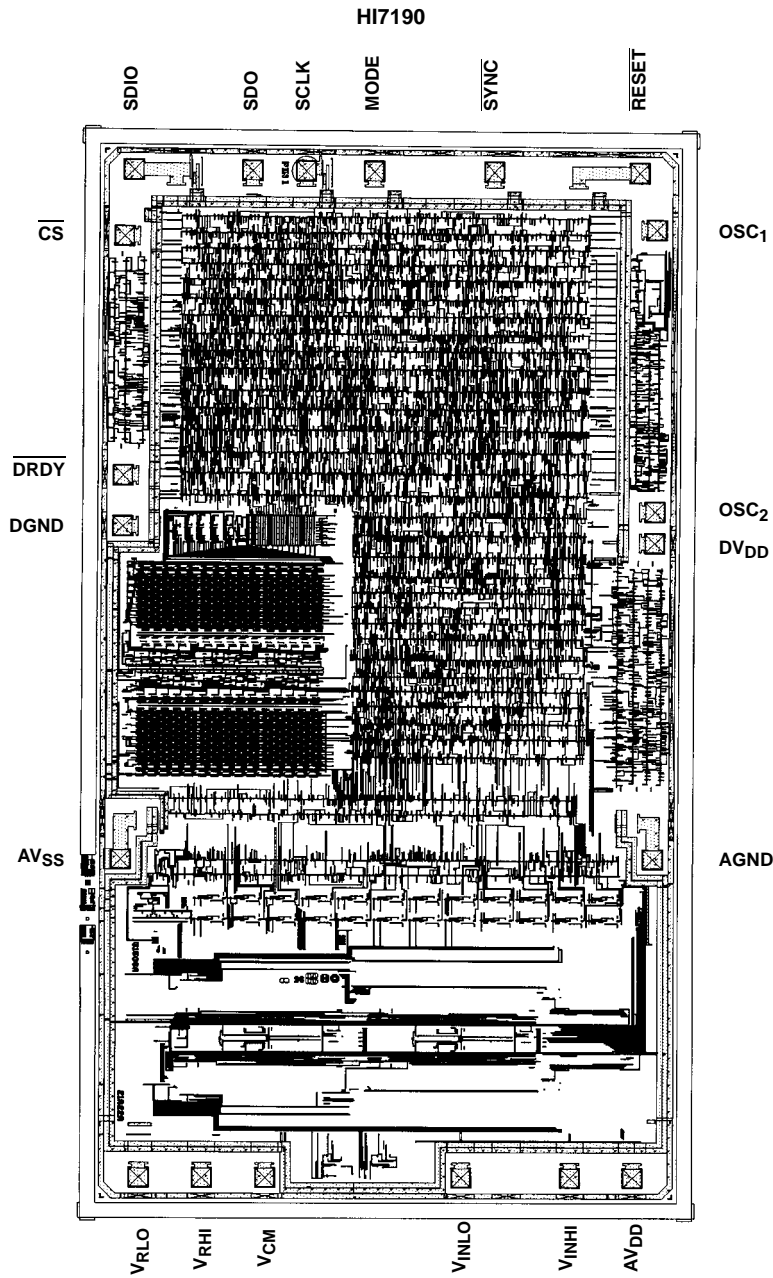 HI7190
SDIO
SDO
SCLK
MODE
SYNC
RESET
CS
OSC1
DRDY
DGND
OSC2
DVDD
AVSS
AGND
VRLO
VRHI
VCM
VINLO
VINHI
AVDD